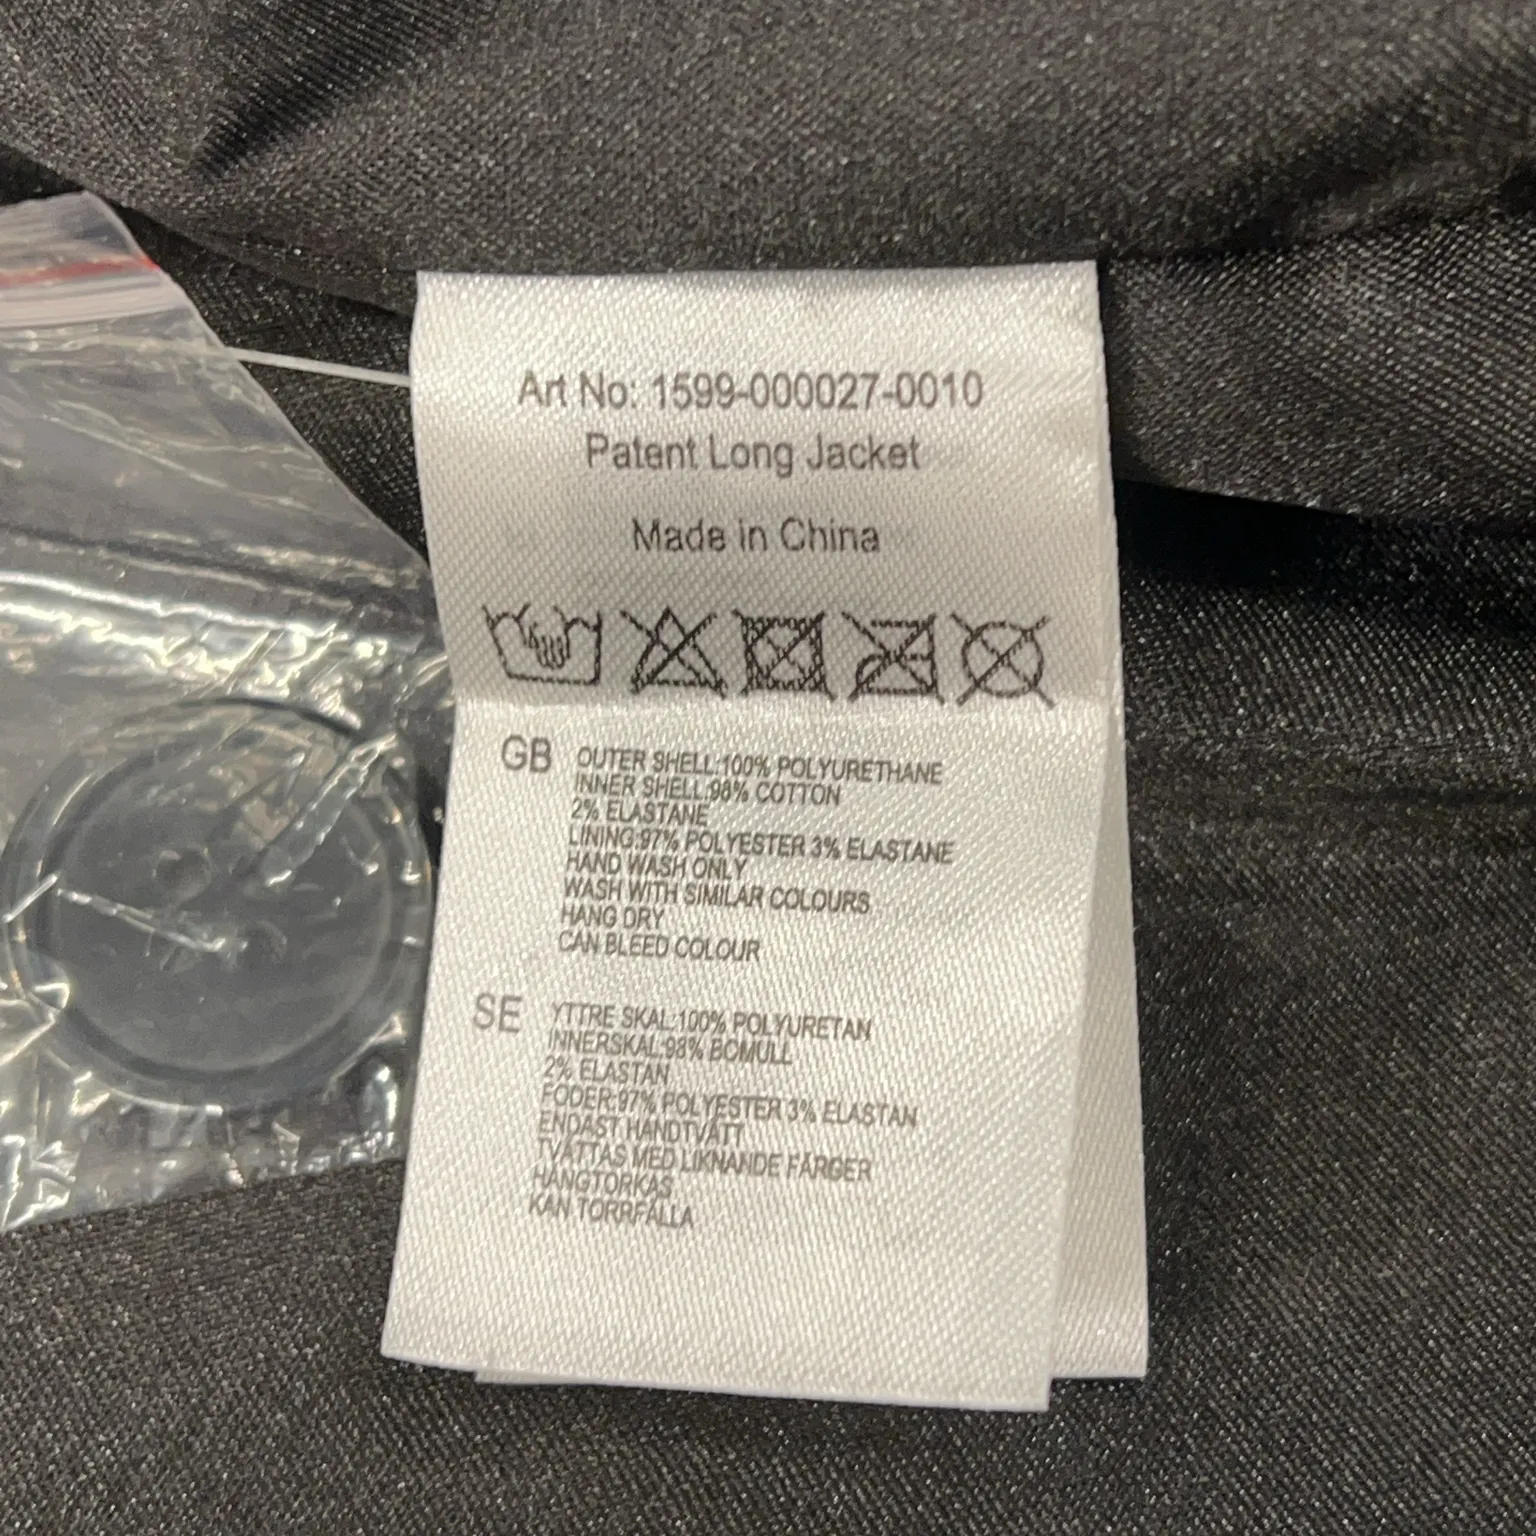 Art No: 1599-000027-0010
Patent Long Jacket
Made in China
GB OUTER SHELL:100% POLYURETHANE
INNER SHELL:98% COTTON
2% ELASTANE
LINING:97% POLYESTER 3% ELASTANE
HAND WASH ONLY
WASH WITH SIMILAR COLOURS
HANG DRY
CAN BLEED COLOUR
SE YTTRE SKAL:100% POLYURETAN
INNERSKAL:98% BOMULL
2% ELASTAN
FODER:97% POLYESTER 3% ELASTAN
ENDAST HANDTVÄTT
TVÄTTAS MED LIKNANDE FÄRGER
HÄNGTORKAS
KAN TORRFÄLLA